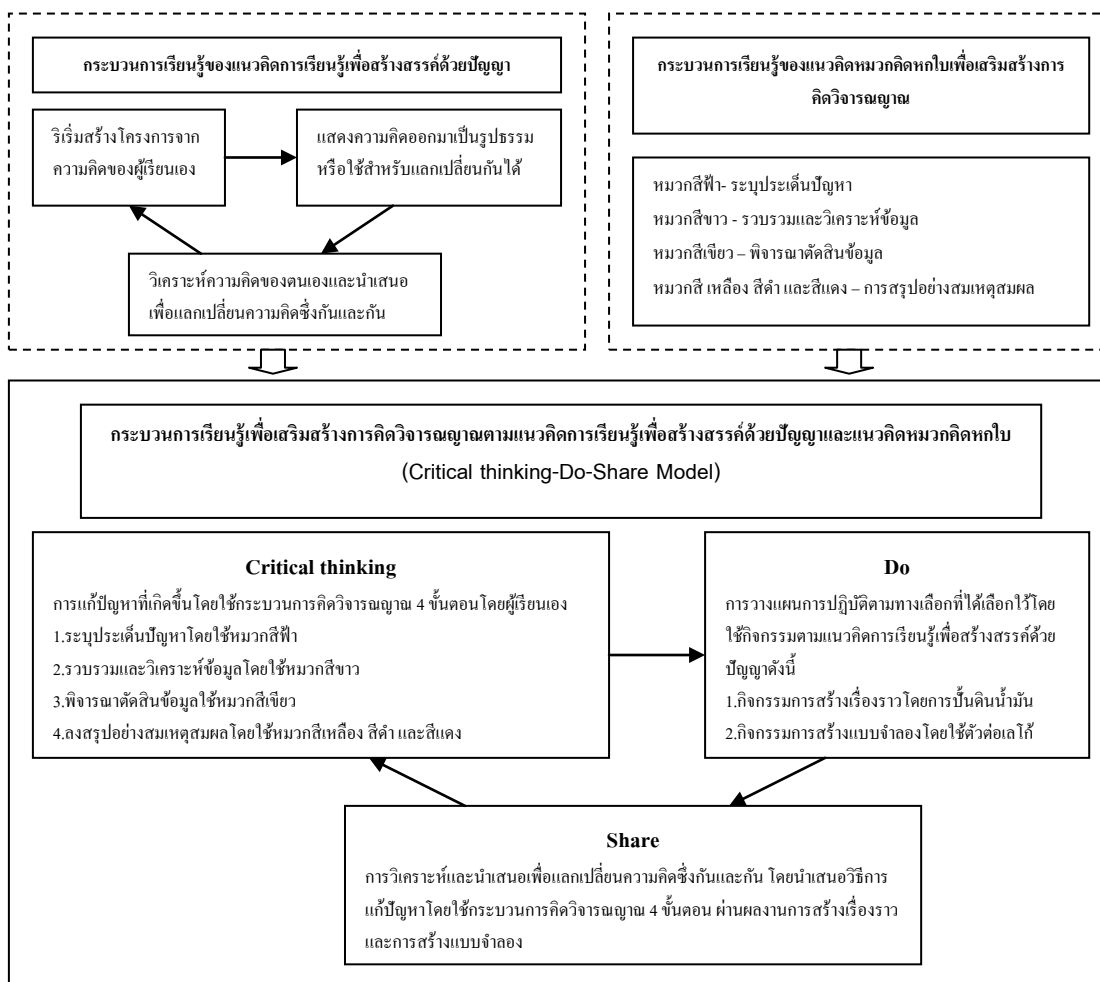 กระบวนการเรียนรู้ของแนวคิดการเรียนรู้เพื่อสร้างสรรค์ด้วยปัญญา
ริเริ่มสร้างโครงการจาก
ความคิดของผู้เรียนเอง
แสดงความคิดออกมาเป็นรูปธรรม
หรือใช้สำหรับแลกเปลี่ยนกันได้
วิเคราะห์ความคิดของตนเองและนำเสนอ
เพื่อแลกเปลี่ยนความคิดซึ่งกันและกัน
กระบวนการเรียนรู้ของแนวคิดหมวกคิดหกใบเพื่อเสริมสร้างการ
คิดวิจารณญาณ
หมวกสีฟ้า- ระบุประเด็นปัญหา
หมวกสีขาว - รวบรวมและวิเคราะห์ข้อมูล
หมวกสีเขียว – พิจารณาตัดสินข้อมูล
หมวกสี เหลือง สีดำ และสีแดง – การสรุปอย่างสมเหตุสมผล
กระบวนการเรียนรู้เพื่อเสริมสร้างการคิดวิจารณญาณตามแนวคิดการเรียนรู้เพื่อสร้างสรรค์ด้วยปัญญาและแนวคิดหมวกคิดหกใบ
(Critical thinking-Do-Share Model)
Critical thinking
การแก้ปัญหาที่เกิดขึ้นโดยใช้กระบวนการคิดวิจารณญาณ 4 ขั้นตอนโดยผู้เรียนเอง
1.ระบุประเด็นปัญหาโดยใช้หมวกสีฟ้า
2.รวบรวมและวิเคราะห์ข้อมูลโดยใช้หมวกสีขาว
3.พิจารณาตัดสินข้อมูลใช้หมวกสีเขียว
4.ลงสรุปอย่างสมเหตุสมผลโดยใช้หมวกสีเหลือง สีดำ และสีแดง
Do
การวางแผนการปฏิบัติตามทางเลือกที่ได้เลือกใว้โดย
ใช้กิจกรรมตามแนวคิดการเรียนรู้เพื่อสร้างสรรค์ด้วย
ปัญญาดังนี้
1.กิจกรรมการสร้างเรื่องราวโดยการปั้นดินน้ำมัน
2.กิจกรรมการสร้างแบบจำลองโดยใช้ตัวต่อเลโก้
Share
การวิเคราะห์และนำเสนอเพื่อแลกเปลี่ยนความคิดซึ่งกันและกัน โดยนำเสนอวิธีการ
แก้ปัญหาโดยใช้กระบวนการคิดวิจารณญาณ 4 ขั้นตอน ผ่านผลงานการสร้างเรื่องราว
และการสร้างแบบจำลอง